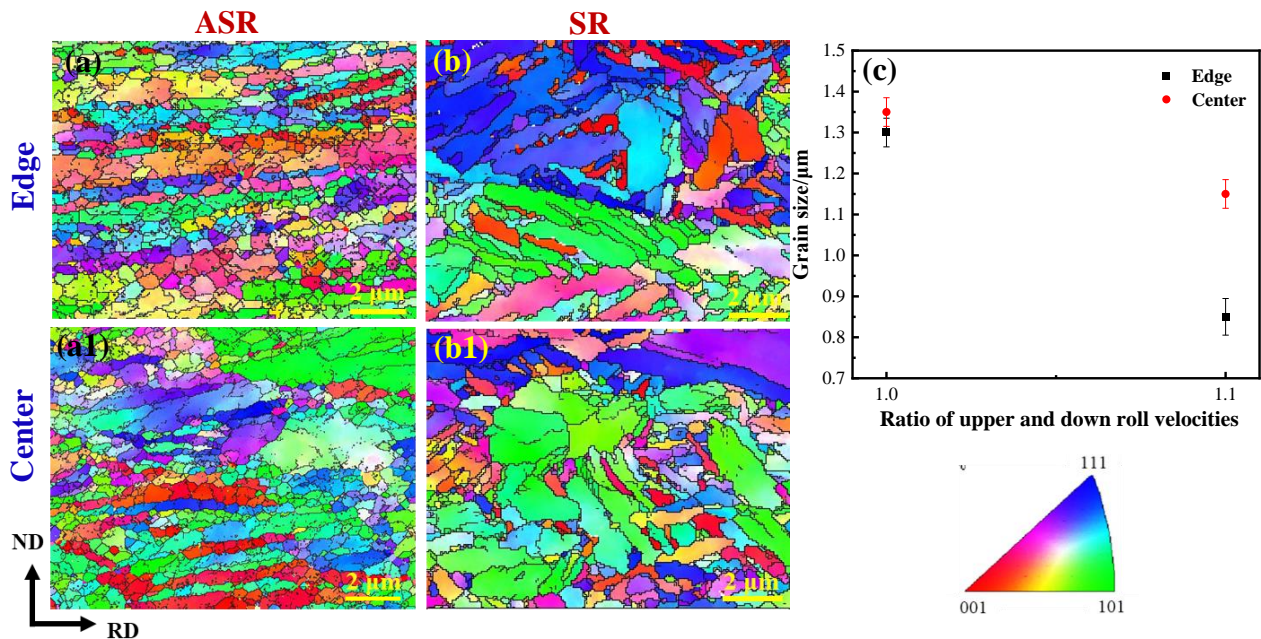 ASR
SR
Edge
Center
(a)
2 μm
(b)
2 μm
(a1)
2 μm
(b1)
2 μm
ND
RD
(c)
Edge
Center
1.5
1.4
1.3
1.2
1.1
1.0
0.9
0.8
0.7
Grain size/μm
1.0
1.1
Ratio of upper and down roll velocities
111
001
101